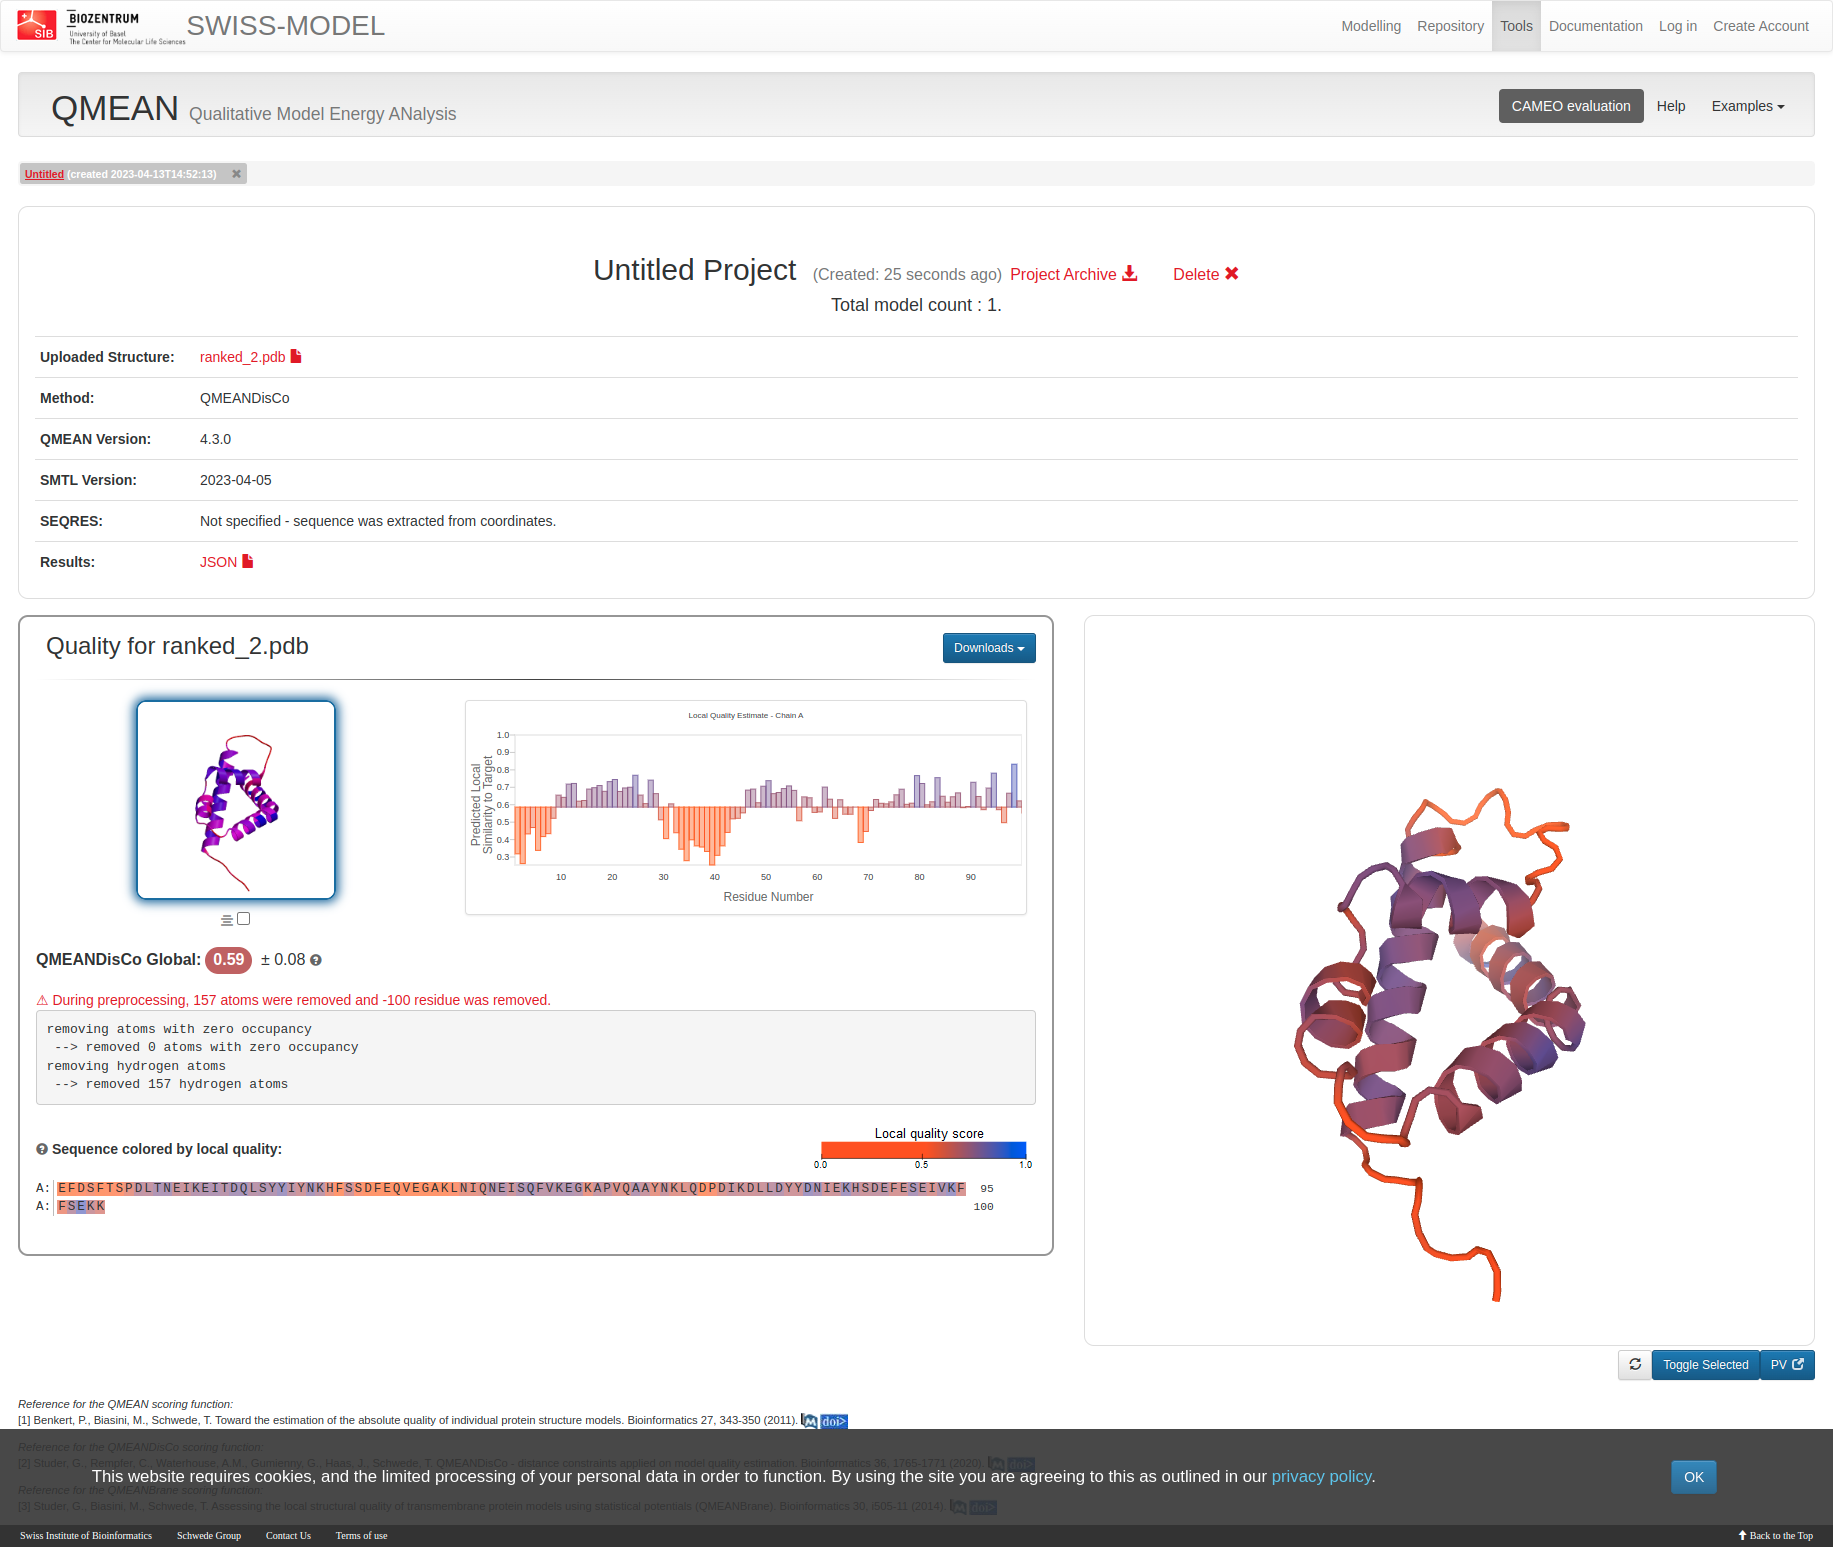 SIB
BIOZENTRUM
University of Basel
The Center for Molecular Life Sciences
SWISS-MODEL
Modelling Repository Tools Documentation Log in Create Account
QMEAN Qualitative Model Energy ANalysis
CAMEO evaluation Help Examples
Untitled (created 2023-04-13T14:52:13) ✖
Untitled Project (Created: 25 seconds ago) Project Archive Delete ✖
Total model count : 1.
Uploaded Structure: ranked_2.pdb
Method: QMEANDisCo
QMEAN Version: 4.3.0
SMTL Version: 2023-04-05
SEQRES: Not specified - sequence was extracted from coordinates.
Results: JSON
Quality for ranked_2.pdb
Downloads
Local Quality Estimate - Chain A
Predicted Local
Similarity to Target
1.0
0.9
0.8
0.7
0.6
0.5
0.4
0.3
10 20 30 40 50 60 70 80 90
Residue Number
QMEANDisCo Global: 0.59 ± 0.08
⚠ During preprocessing, 157 atoms were removed and -100 residue was removed.
removing atoms with zero occupancy
--> removed 0 atoms with zero occupancy
removing hydrogen atoms
--> removed 157 hydrogen atoms
Sequence colored by local quality:
Local quality score
0.0 0.5 1.0
A: EFDSFTSPDLTNEIKEITDQLSYYIYNKHFSSDFEQVEGAKLNIQNEISQFVKEGKAPVQAAYNKLQDPDIKDLLDYYDNIEKHSDEFESEIVKF 95
A: FSEKK 100
Toggle Selected
PV
Reference for the QMEAN scoring function:
[1] Benkert, P., Biasini, M., Schwede, T. Toward the estimation of the absolute quality of individual protein structure models. Bioinformatics 27, 343-350 (2011). M doi>
Reference for the QMEANDisCo scoring function:
[2] Studer, G., Rempfer, C., Waterhouse, A.M., Gumienny, G., Haas, J., Schwede, T. QMEANDisCo - distance constraints applied on model quality estimation. Bioinformatics 36, 1765-1771 (2020). M doi>
This website requires cookies, and the limited processing of your personal data in order to function. By using the site you are agreeing to this as outlined in our privacy policy.
OK
Reference for the QMEANBrane scoring function:
[3] Studer, G., Biasini, M., Schwede, T. Assessing the local structural quality of transmembrane protein models using statistical potentials (QMEANBrane). Bioinformatics 30, i505-11 (2014). M doi>
Swiss Institute of Bioinformatics Schwede Group Contact Us Terms of use
Back to the Top